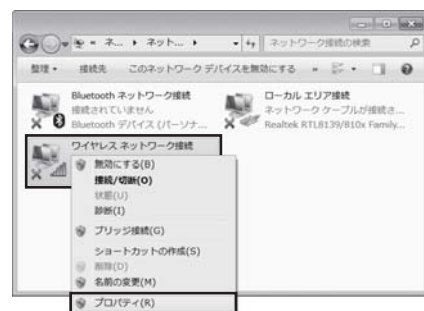 ネ... ネット... ネットワーク接続の検索
整理 接続先 このネットワーク デバイスを無効にする »
Bluetooth ネットワーク接続
接続されていません
Bluetooth デバイス (パーソナ...
ローカル エリア接続
ネットワーク ケーブルが接続さ...
Realtek RTL8139/810x Family...
ワイヤレス ネットワーク接続
無効にする(B)
接続/切断(O)
状態(U)
診断(I)
ブリッジ接続(G)
ショートカットの作成(S)
削除(D)
名前の変更(M)
プロパティ(R)